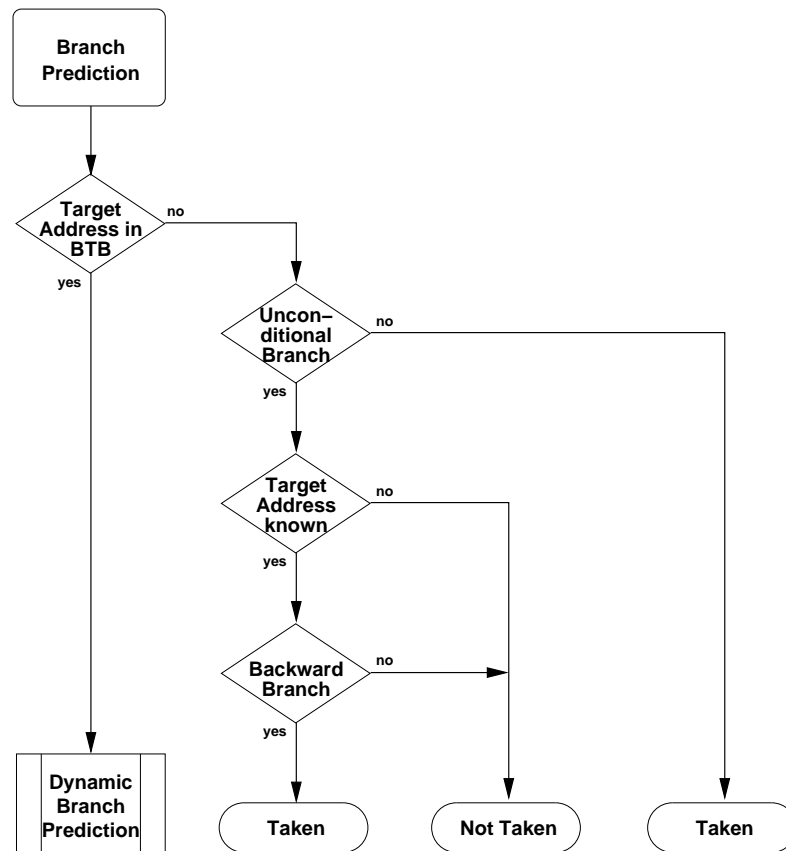 Branch
Prediction
Target
Address in
BTB
no
yes
Uncon–
ditional
Branch
no
yes
Target
Address
known
no
yes
Backward
Branch
no
yes
Dynamic
Branch
Prediction
Taken
Not Taken
Taken